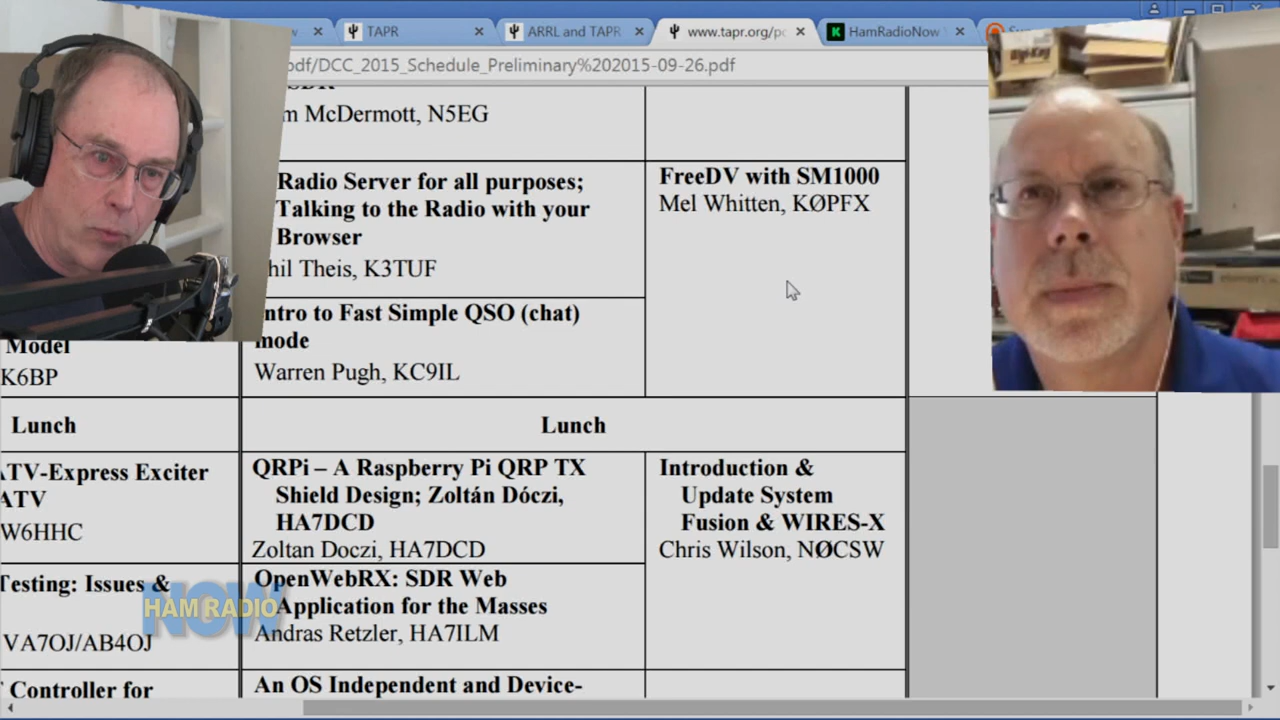 TAPR
ARRL and TAPR
www.tapr.org/po
HamRadioNow
pdf/DCC_2015_Schedule_Preliminary%202015-09-26.pdf
SDR
m McDermott, N5EG
Radio Server for all purposes;
Talking to the Radio with your
Browser
hil Theis, K3TUF
FreeDV with SM1000
Mel Whitten, KØPFX
ntro to Fast Simple QSO (chat)
mode
Warren Pugh, KC9IL
Model
K6BP
Lunch
Lunch
ATV-Express Exciter
ATV
W6HHC
QRPi – A Raspberry Pi QRP TX
Shield Design; Zoltán Dóczi,
HA7DCD
Zoltan Doczi, HA7DCD
Introduction &
Update System
Fusion & WIRES-X
Chris Wilson, NØCSW
Testing: Issues &
VA7OJ/AB4OJ
OpenWebRX: SDR Web
Application for the Masses
Andras Retzler, HA7ILM
HAM RADIO
NOW
Controller for
An OS Independent and Device-